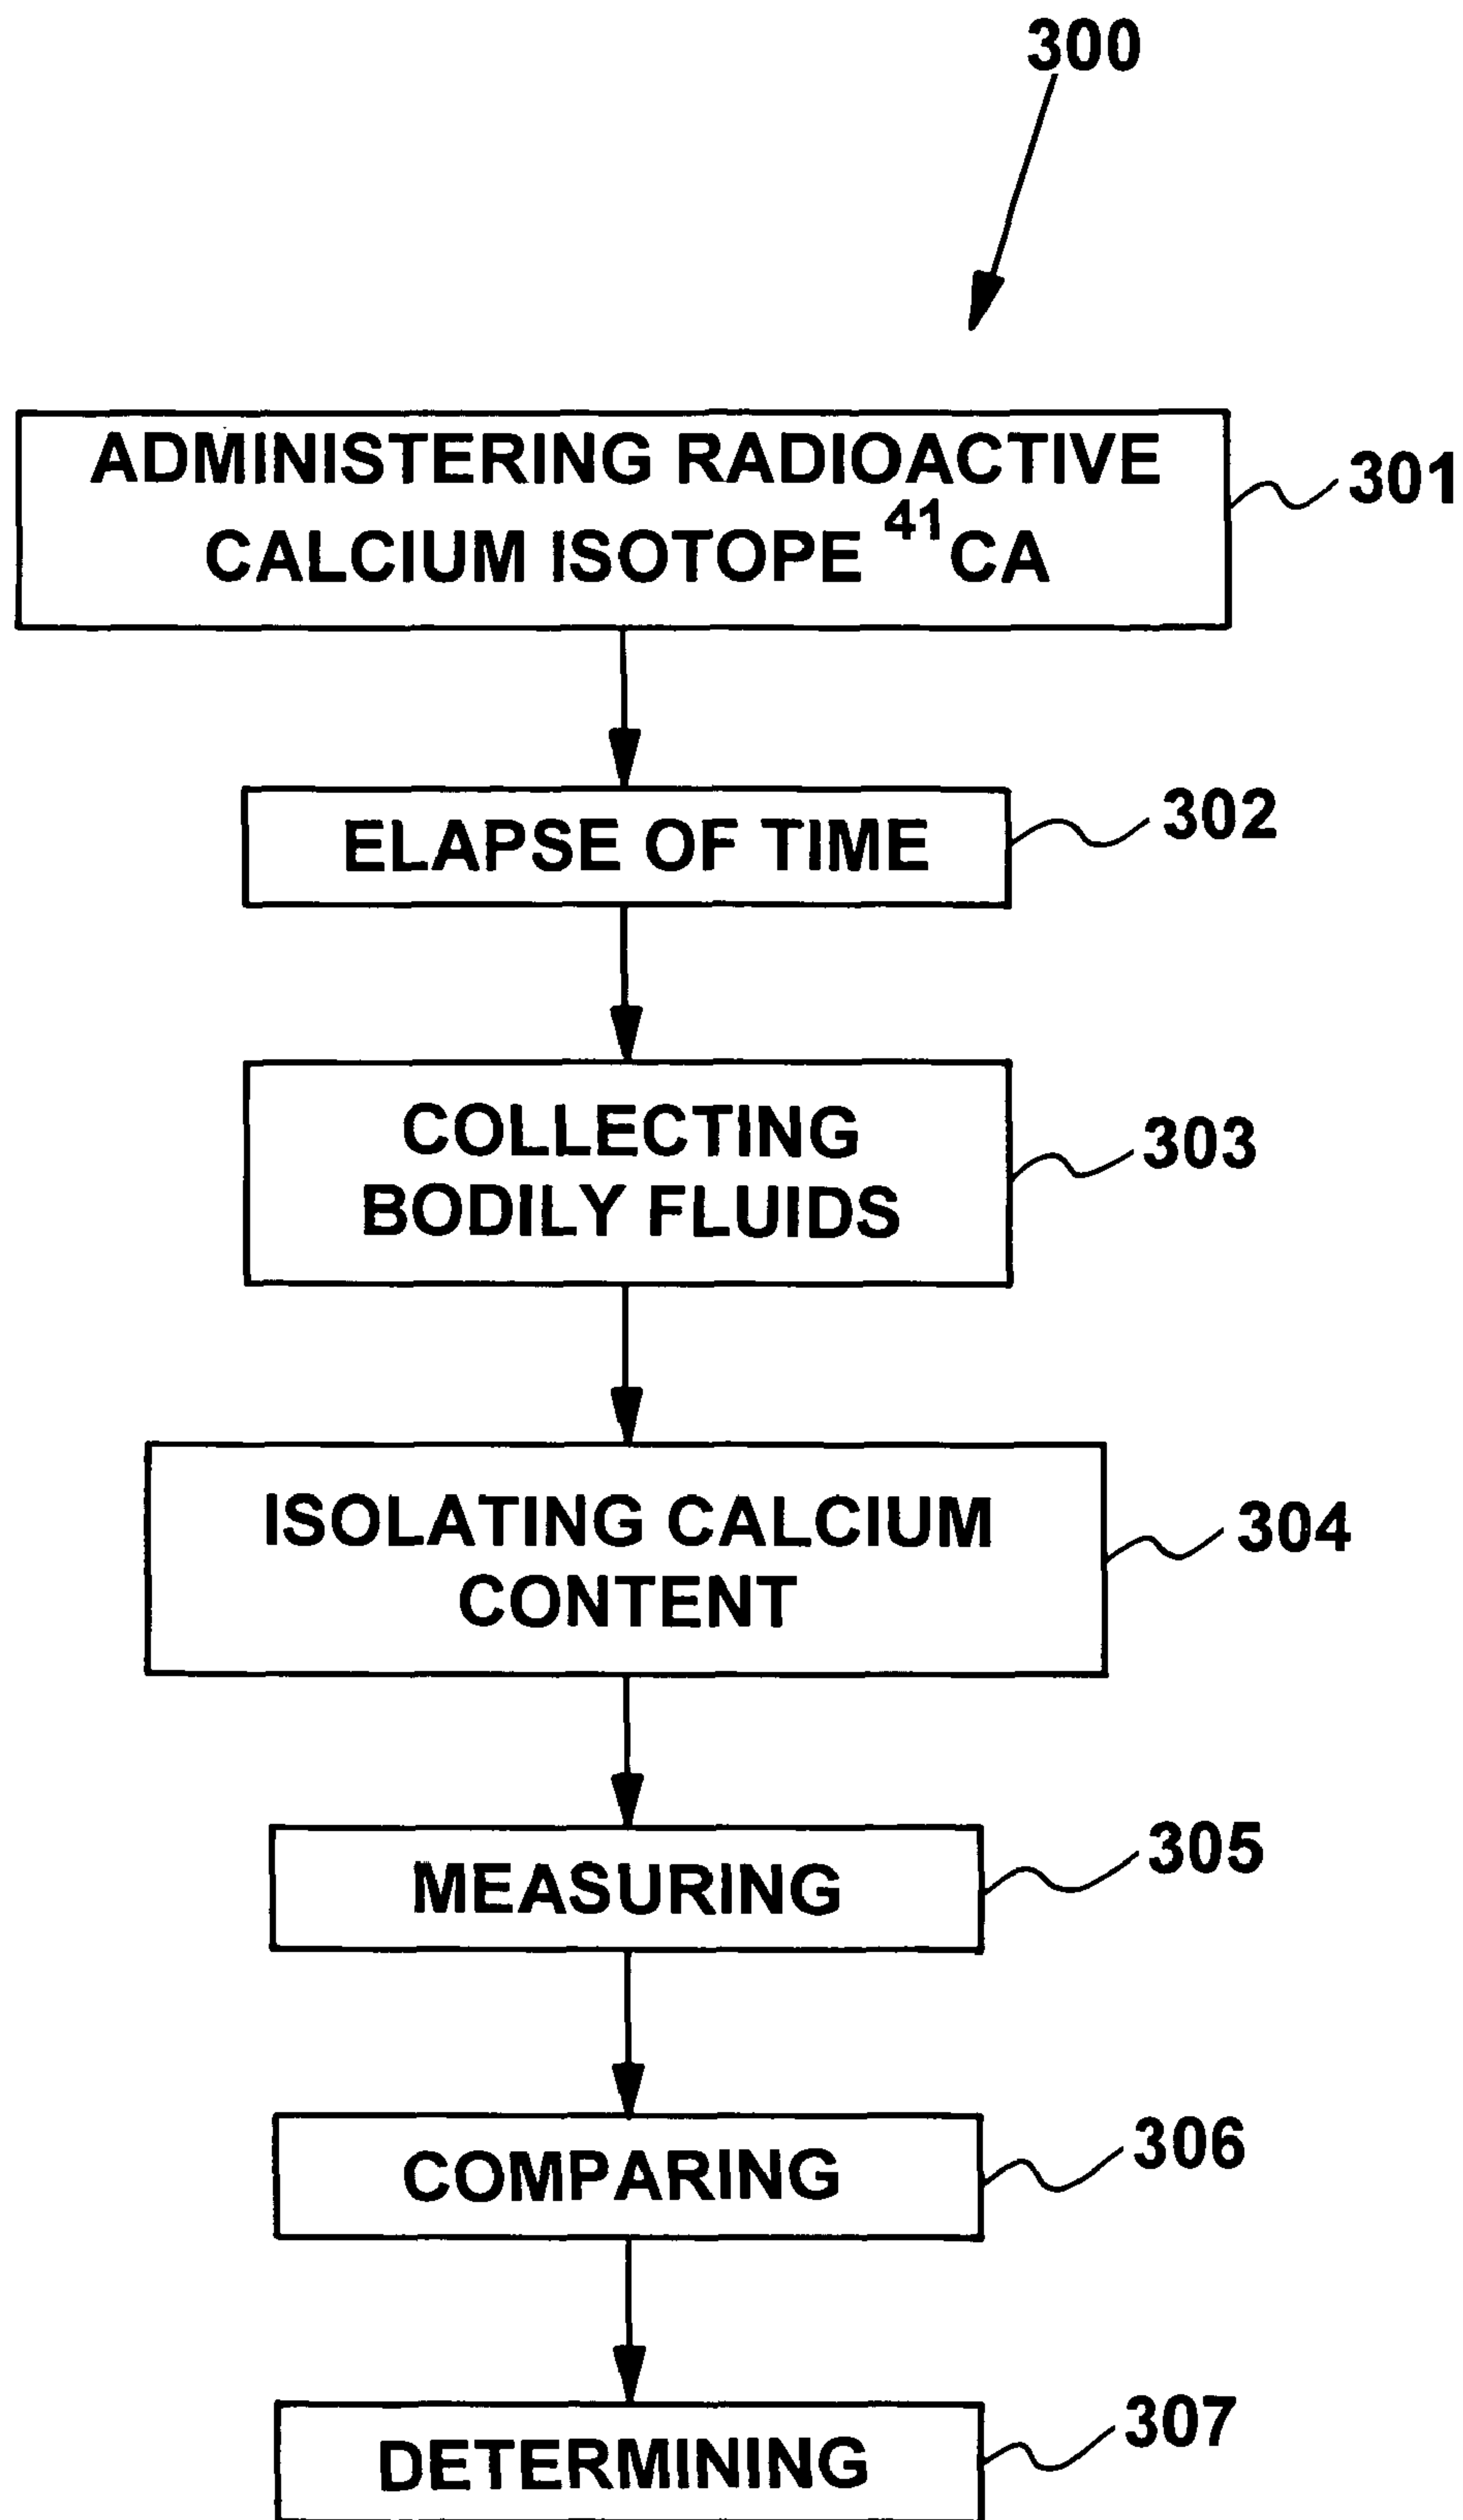 300
ADMINISTERING RADIOACTIVE
CALCIUM ISOTOPE ⁴¹CA
301
ELAPSE OF TIME
302
COLLECTING
BODILY FLUIDS
303
ISOLATING CALCIUM
CONTENT
304
MEASURING
305
COMPARING
306
DETERMINING
307